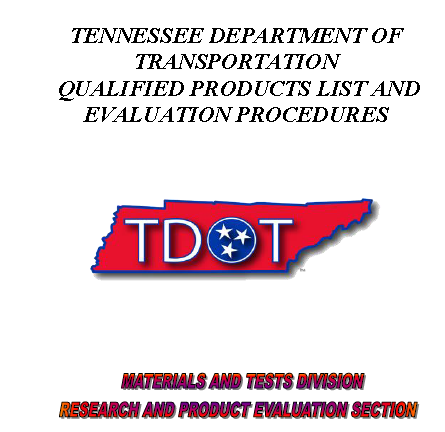 TENNESSEE DEPARTMENT OF
TRANSPORTATION
QUALIFIED PRODUCTS LIST AND
EVALUATION PROCEDURES
TDOT
TM
MATERIALS AND TESTS DIVISION
RESEARCH AND PRODUCT EVALUATION SECTION